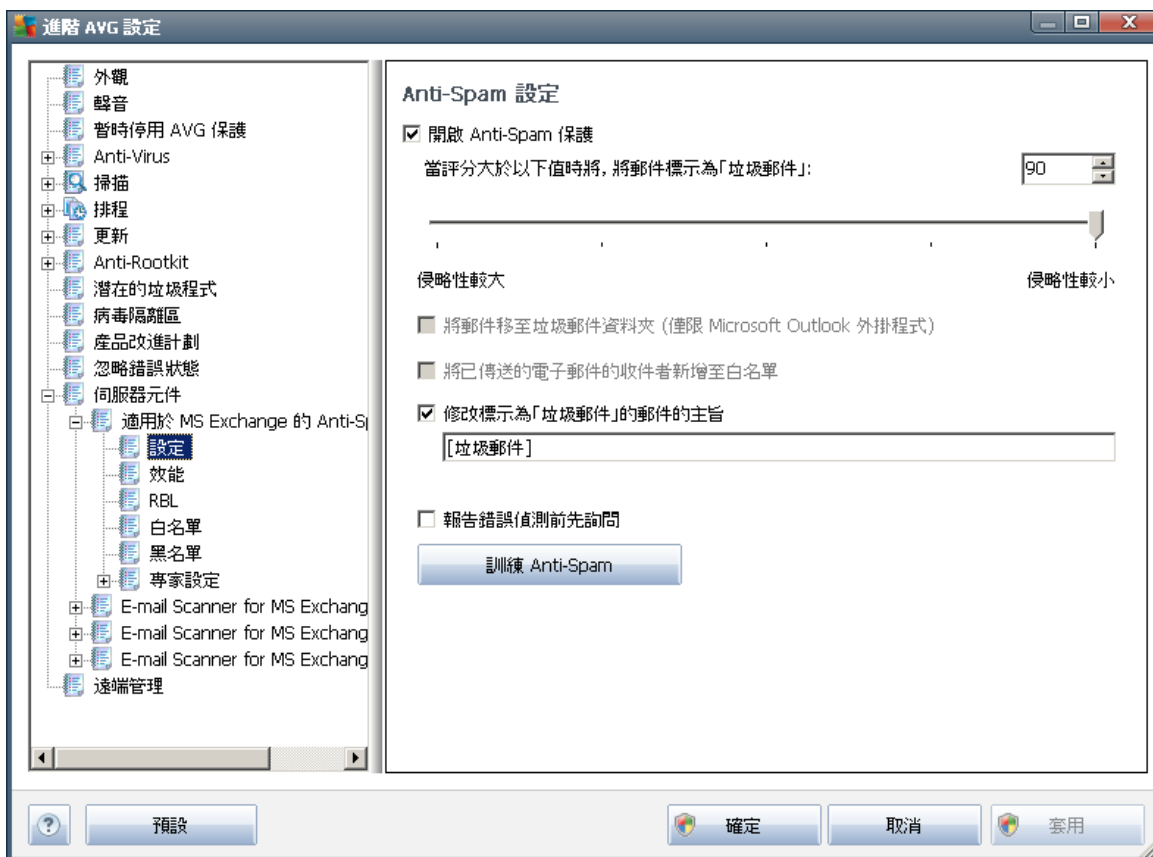 進階 AVG 設定
外觀
聲音
暫時停用 AVG 保護
Anti-Virus
掃描
排程
更新
Anti-Rootkit
潛在的垃圾程式
病毒隔離區
產品改進計劃
忽略錯誤狀態
伺服器元件
適用於 MS Exchange 的 Anti-Sp
設定
效能
RBL
白名單
黑名單
專家設定
E-mail Scanner for MS Exchang
E-mail Scanner for MS Exchang
E-mail Scanner for MS Exchang
遠端管理
Anti-Spam 設定
開啟 Anti-Spam 保護
當評分大於以下值時將, 將郵件標示為「垃圾郵件」:
90
侵略性較大
侵略性較小
將郵件移至垃圾郵件資料夾 (僅限 Microsoft Outlook 外掛程式)
將已傳送的電子郵件的收件者新增至白名單
修改標示為「垃圾郵件」的郵件的主旨
[垃圾郵件]
報告錯誤偵測前先詢問
訓練 Anti-Spam
?
預設
確定
取消
套用